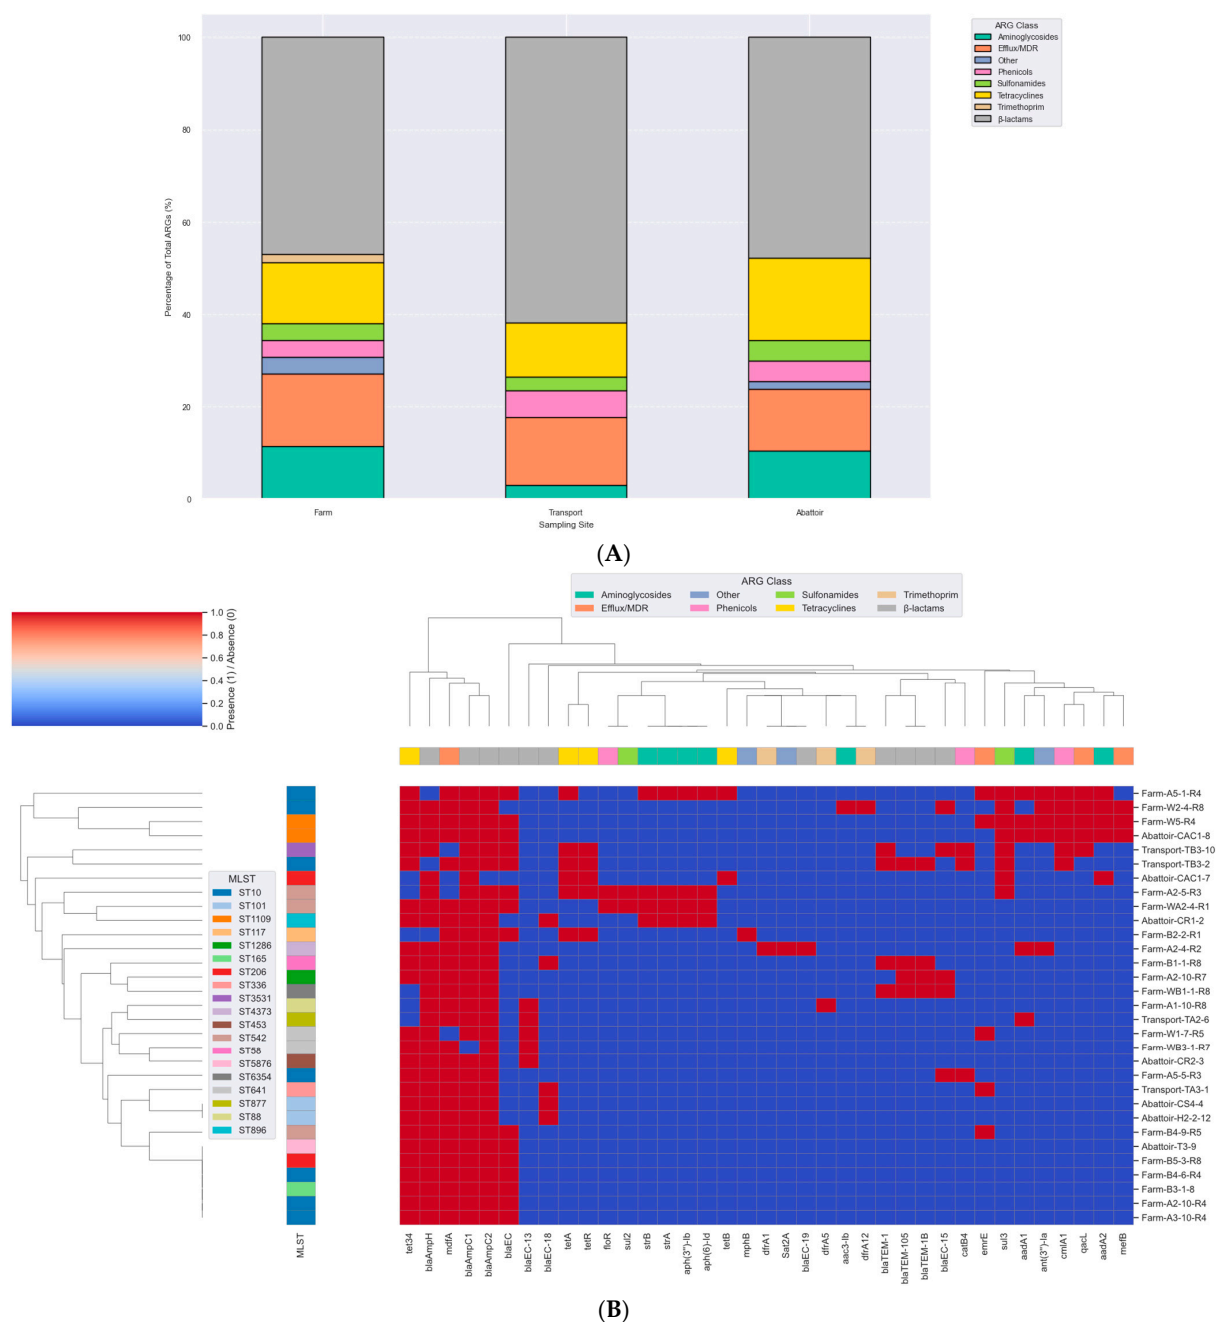 ARG Class
Aminoglycosides
Efflux/MDR
Other
Phenicols
Sulfonamides
Tetracyclines
Trimethoprim
β-lactams
Percentage of Total ARGs (%)
100
80
60
40
20
0
Farm
Transport
Abattoir
Sampling Site
(A)
ARG Class
Aminoglycosides Other Sulfonamides Trimethoprim
Efflux/MDR Phenicols Tetracyclines β-lactams
1.0
0.8
0.6
0.4
0.2
0.0
Presence (1) / Absence (0)
MLST
ST10
ST101
ST1109
ST117
ST1286
ST165
ST206
ST336
ST3531
ST4373
ST453
ST542
ST58
ST5876
ST6354
ST641
ST877
ST88
ST896
Farm-A5-1-R4
Farm-W2-4-R8
Farm-W5-R4
Abattoir-CAC1-8
Transport-TB3-10
Transport-TB3-2
Abattoir-CAC1-7
Farm-A2-5-R3
Farm-WA2-4-R1
Abattoir-CR1-2
Farm-B2-2-R1
Farm-A2-4-R2
Farm-B1-1-R8
Farm-A2-10-R7
Farm-WB1-1-R8
Farm-A1-10-R8
Transport-TA2-6
Farm-W1-7-R5
Farm-WB3-1-R7
Abattoir-CR2-3
Farm-A5-5-R3
Transport-TA3-1
Abattoir-CS4-4
Abattoir-H2-2-12
Farm-B4-9-R5
Abattoir-T3-9
Farm-B5-3-R8
Farm-B4-6-R4
Farm-B3-1-8
Farm-A2-10-R4
Farm-A3-10-R4
MLST
tet34
blaAmpH
mdfA
blaAmpC1
blaAmpC2
blaEC
blaEC-13
blaEC-18
tetA
tetR
floR
sul2
strB
strA
aph(3")-Ib
aph(6)-Id
tetB
mphB
dfrA1
Sat2A
blaEC-19
dfrA5
aac3-Ib
dfrA12
blaTEM-1
blaTEM-105
blaTEM-1B
blaEC-15
catB4
emrE
sul3
aadA1
ant(3")-Ia
cmlA1
qacL
aadA2
mefB
(B)